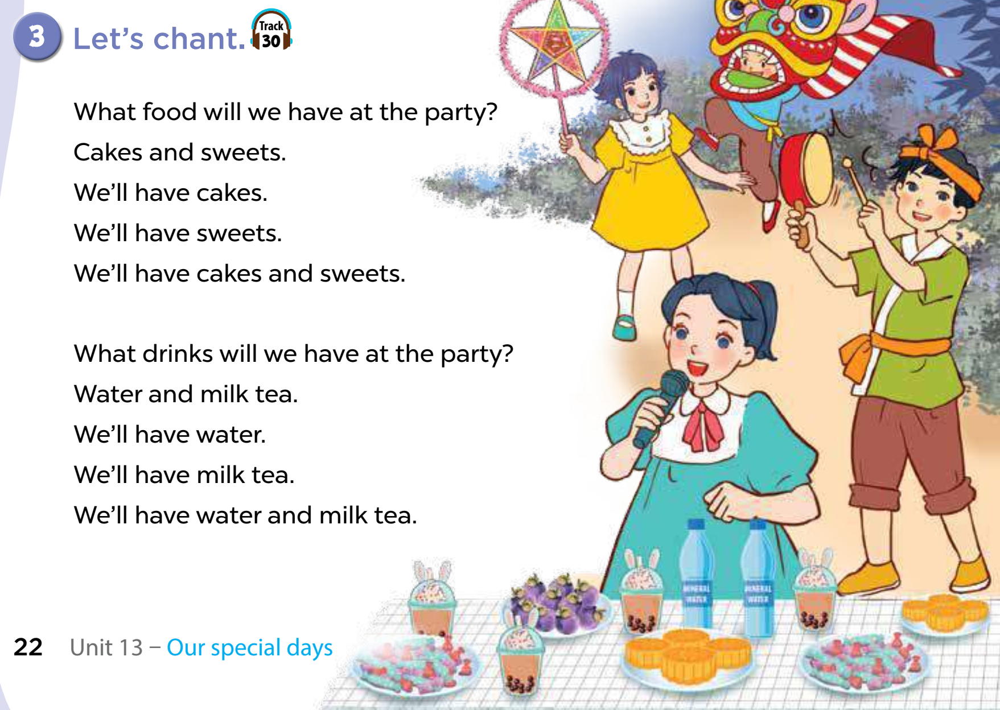 3 Let's chant. Track 30
What food will we have at the party?
Cakes and sweets.
We'll have cakes.
We'll have sweets.
We'll have cakes and sweets.
What drinks will we have at the party?
Water and milk tea.
We'll have water.
We'll have milk tea.
We'll have water and milk tea.
MINERAL WATER
MINERAL WATER
22 Unit 13 – Our special days